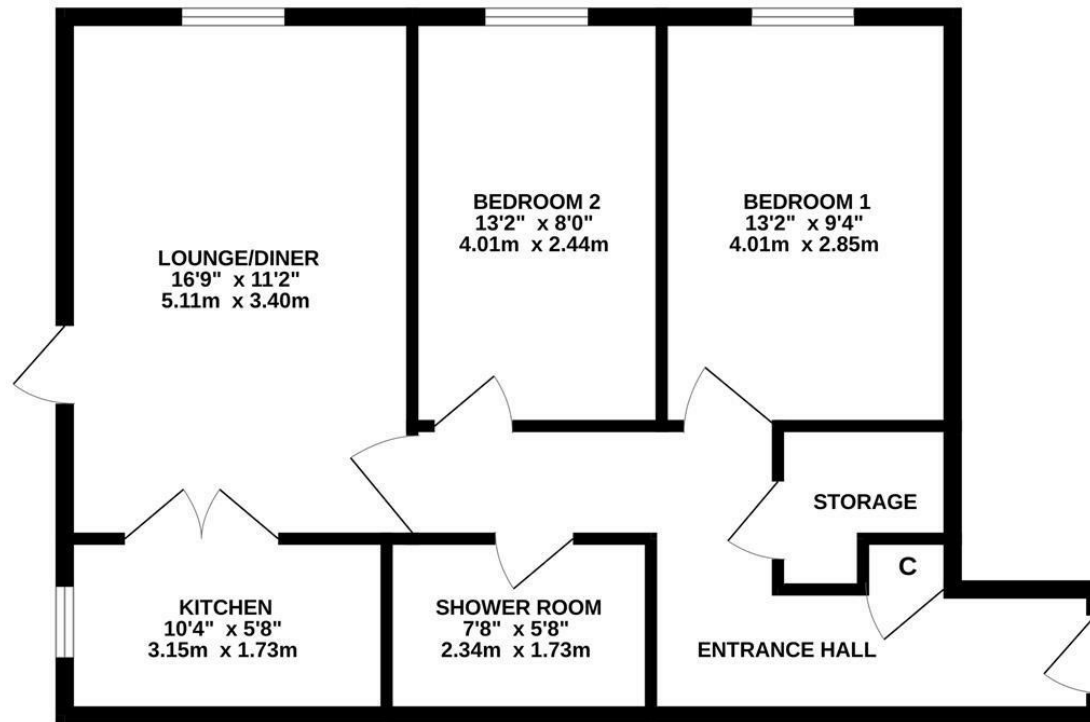 BEDROOM 2
13'2" x 8'0"
4.01m x 2.44m
BEDROOM 1
13'2" x 9'4"
4.01m x 2.85m
LOUNGE/DINER
16'9" x 11'2"
5.11m x 3.40m
STORAGE
C
KITCHEN
10'4" x 5'8"
3.15m x 1.73m
SHOWER ROOM
7'8" x 5'8"
2.34m x 1.73m
ENTRANCE HALL